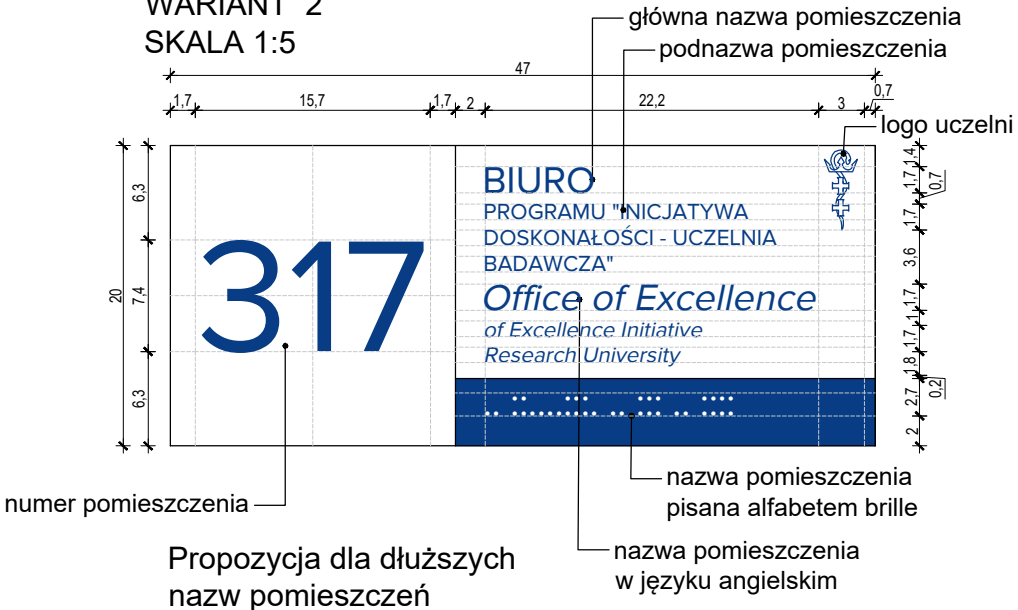 WARIANT 2
SKALA 1:5
główna nazwa pomieszczenia
podnazwa pomieszczenia
47
1,7 15,7 1,7 2 22,2 3 0,7
logo uczelni
BIURO
PROGRAMU "INICJATYWA
DOSKONAŁOŚCI - UCZELNIA
BADAWCZA"
Office of Excellence
of Excellence Initiative
Research University
317
20
6,3
7,4
6,3
1,4
1,7
0,7
1,7
3,6
1,7
1
1,7
1,8
0,2
2,7
2
numer pomieszczenia
nazwa pomieszczenia
pisana alfabetem brille
nazwa pomieszczenia
w języku angielskim
Propozycja dla dłuższych
nazw pomieszczeń